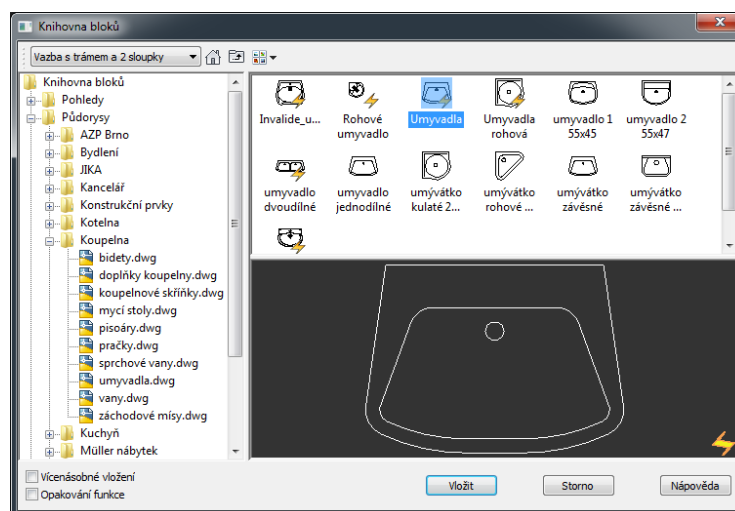 Knihovna bloků
Vazba s trámem a 2 sloupky
Knihovna bloků
Pohledy
Půdorysy
AZP Brno
Bydlení
JIKA
Kancelář
Konstrukční prvky
Kotelna
Koupelna
bidety.dwg
doplňky koupelny.dwg
koupelnové skříňky.dwg
mycí stoly.dwg
pisoáry.dwg
pračky.dwg
sprchové vany.dwg
umyvadla.dwg
vany.dwg
záchodové mísy.dwg
Kuchyň
Müller nábytek
Invalide_u...
Rohové
umyvadlo
Umyvadla
Umyvadla
rohová
umyvadlo 1
55x45
umyvadlo 2
55x47
umyvadlo
dvoudílné
umyvadlo
jednodílné
umývátko
kulaté 2...
umývátko
rohové ...
umývátko
závěsné
umývátko
závěsné ...
Vícenásobné vložení
Opakování funkce
Vložit
Storno
Nápověda